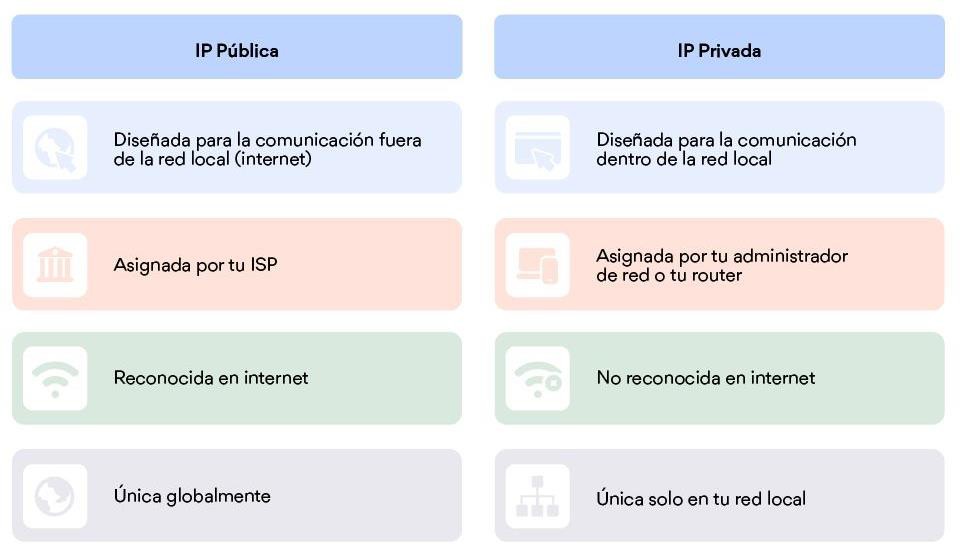 IP Pública
IP Privada
Diseñada para la comunicación fuera
de la red local (internet)
Diseñada para la comunicación
dentro de la red local
Asignada por tu ISP
Asignada por tu administrador
de red o tu router
Reconocida en internet
No reconocida en internet
Única globalmente
Única solo en tu red local